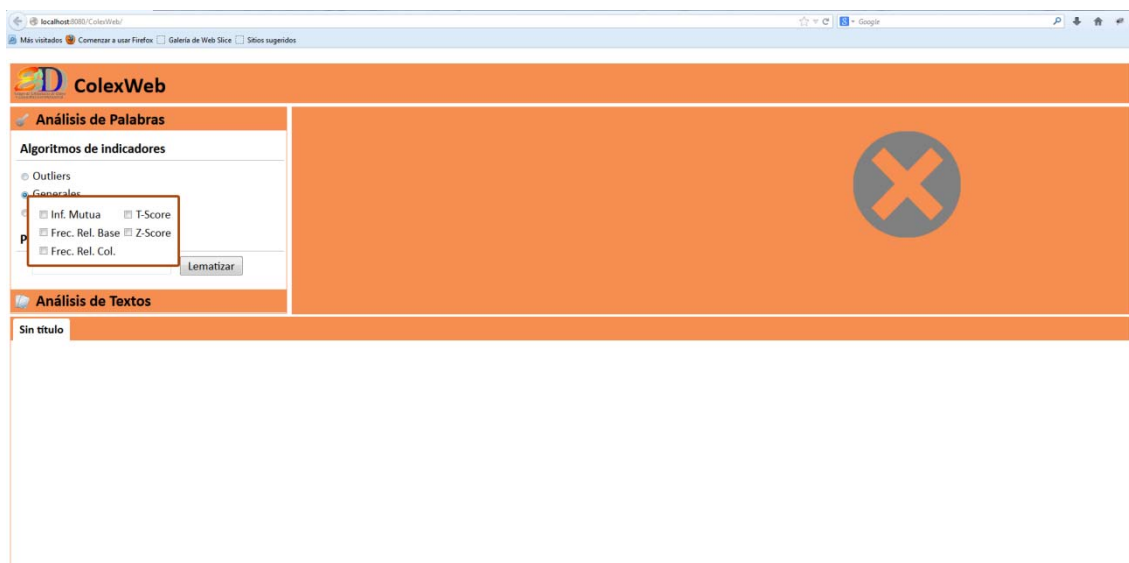 localhost:8080/ColexWeb/
Google
Más visitados Comenzar a usar Firefox Galería de Web Slice Sitios sugeridos
ColexWeb
Análisis de Palabras
Algoritmos de indicadores
Outliers
Generales
Inf. Mutua T-Score
Frec. Rel. Base Z-Score
P
Frec. Rel. Col.
Lematizar
Análisis de Textos
Sin título